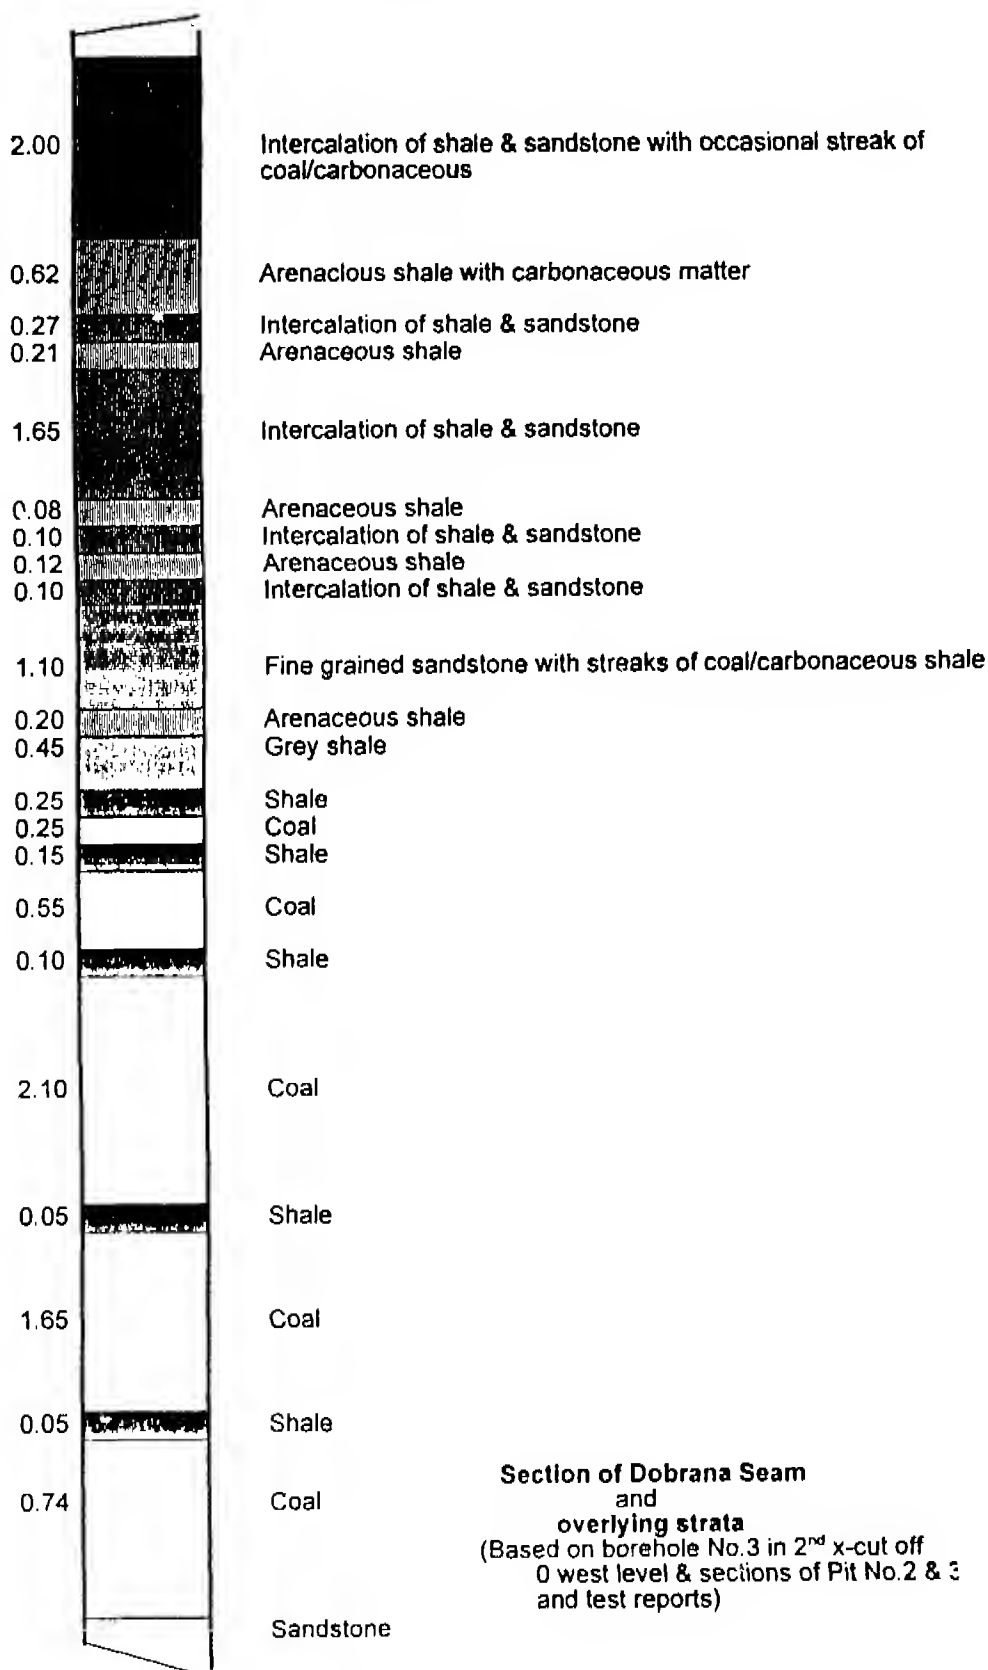 2.00 Intercalation of shale & sandstone with occasional streak of
coal/carbonaceous
0.62 Arenaclous shale with carbonaceous matter
0.27 Intercalation of shale & sandstone
0.21 Arenaceous shale
1.65 Intercalation of shale & sandstone
0.08 Arenaceous shale
0.10 Intercalation of shale & sandstone
0.12 Arenaceous shale
0.10 Intercalation of shale & sandstone
1.10 Fine grained sandstone with streaks of coal/carbonaceous shale
0.20 Arenaceous shale
0.45 Grey shale
0.25 Shale
0.25 Coal
0.15 Shale
0.55 Coal
0.10 Shale
2.10 Coal
0.05 Shale
1.65 Coal
0.05 Shale
0.74 Coal
Sandstone
Section of Dobrana Seam
and
overlying strata
(Based on borehole No.3 in 2nd x-cut off
0 west level & sections of Pit No.2 & 3
and test reports)